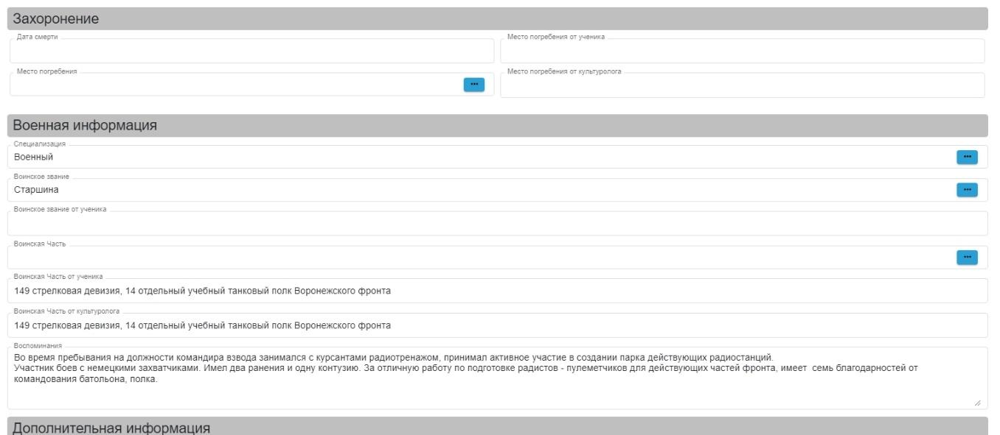 Захоронение
Дата смерти
Место погребения от ученика
Место погребения
...
Место погребения от культуролога
Военная информация
Специализация
Военный
...
Воинское звание
Старшина
...
Воинское звание от ученика
Воинская Часть
...
Воинская Часть от ученика
149 стрелковая девизия, 14 отдельный учебный танковый полк Воронежского фронта
Воинская Часть от культуролога
149 стрелковая девизия, 14 отдельный учебный танковый полк Воронежского фронта
Воспоминания
Во время пребывания на должности командира взвода занимался с курсантами радиотренажом, принимал активное участие в создании парка действующих радиостанций.
Участник боев с немецкими захватчиками. Имел два ранения и одну контузию. За отличную работу по подготовке радистов - пулеметчиков для действующих частей фронта, имеет  семь благодарностей от
командования батольона, полка.
Дополнительная информация